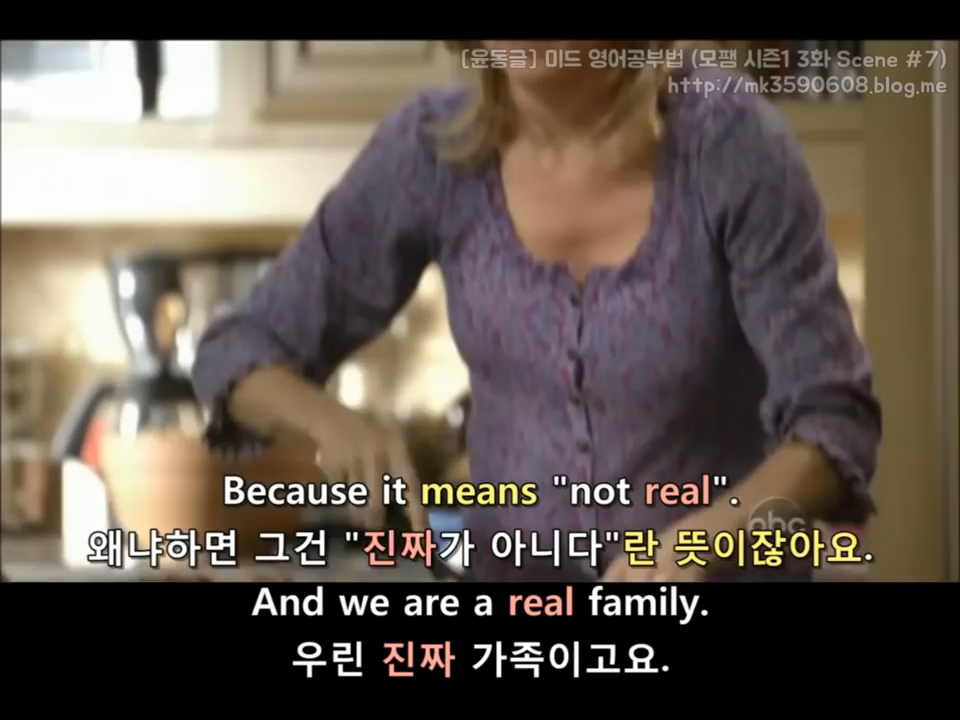 [윤동글] 미드 영어공부법 (모팸 시즌1 3화 Scene #7)
http://mk3590608.blog.me
Because it means "not real".
abc
왜냐하면 그건 "진짜가 아니다"란 뜻이잖아요.
And we are a real family.
우린 진짜 가족이고요.